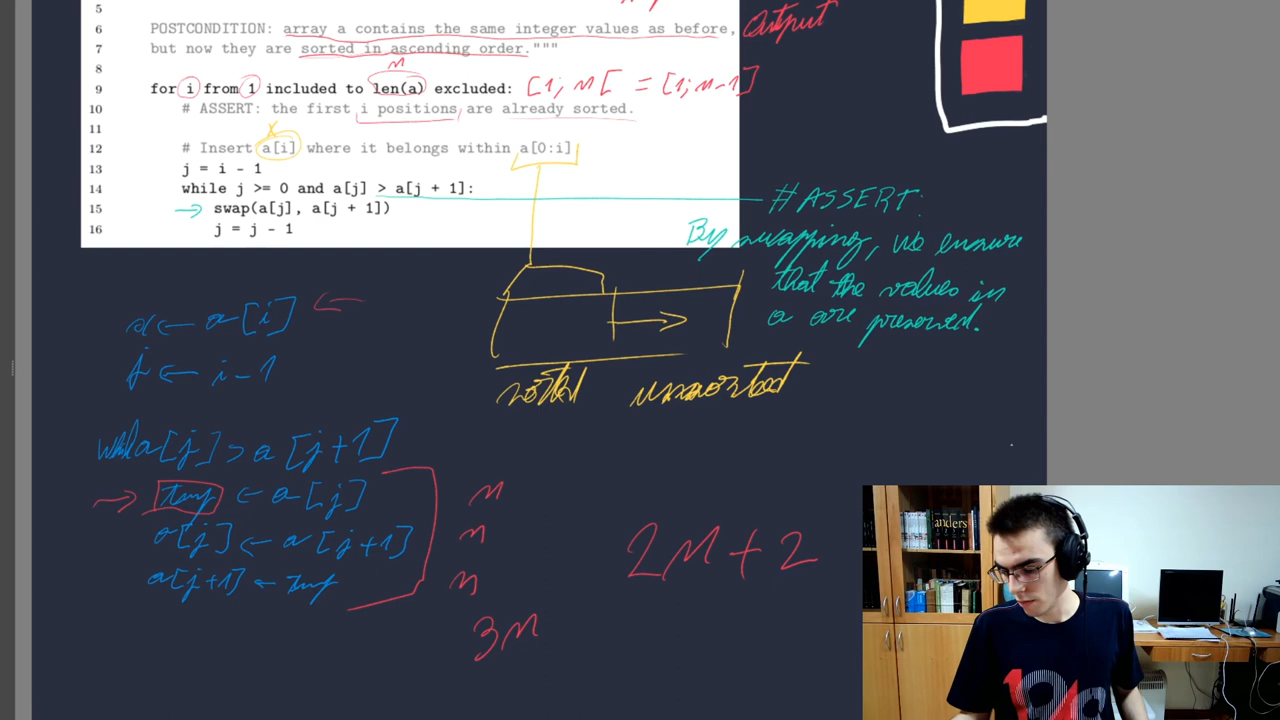 5
6 POSTCONDITION: array a contains the same integer values as before, Output
7 but now they are sorted in ascending order."""
8 n
9 for i from 1 included to len(a) excluded: [1; n[ = [1; n-1]
10 # ASSERT: the first i positions are already sorted.
11 x
12 # Insert a[i] where it belongs within a[0:i]
13 j = i - 1
14 while j >= 0 and a[j] > a[j + 1]:
15 → swap(a[j], a[j + 1])
16 j = j - 1
# ASSERT:
By swapping, we ensure
that the values in
a are preserved.
x ← a[i] ←
j ← i-1
sorted unsorted
while a[j] > a[j+1]
→ tmp ← a[j] n
a[j] ← a[j+1] n
a[j+1] ← tmp n
3n
2n+2
anders